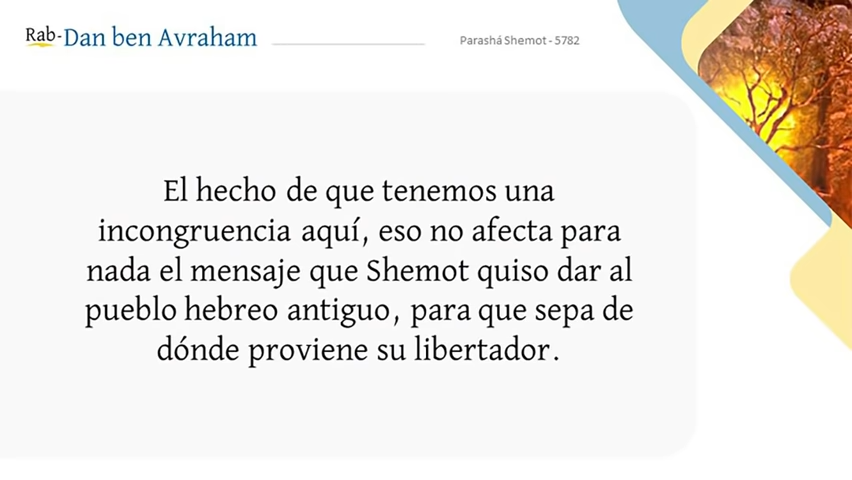 Rab-Dan ben Avraham
Parashá Shemot - 5782
El hecho de que tenemos una
incongruencia aquí, eso no afecta para
nada el mensaje que Shemot quiso dar al
pueblo hebreo antiguo, para que sepa de
dónde proviene su libertador.